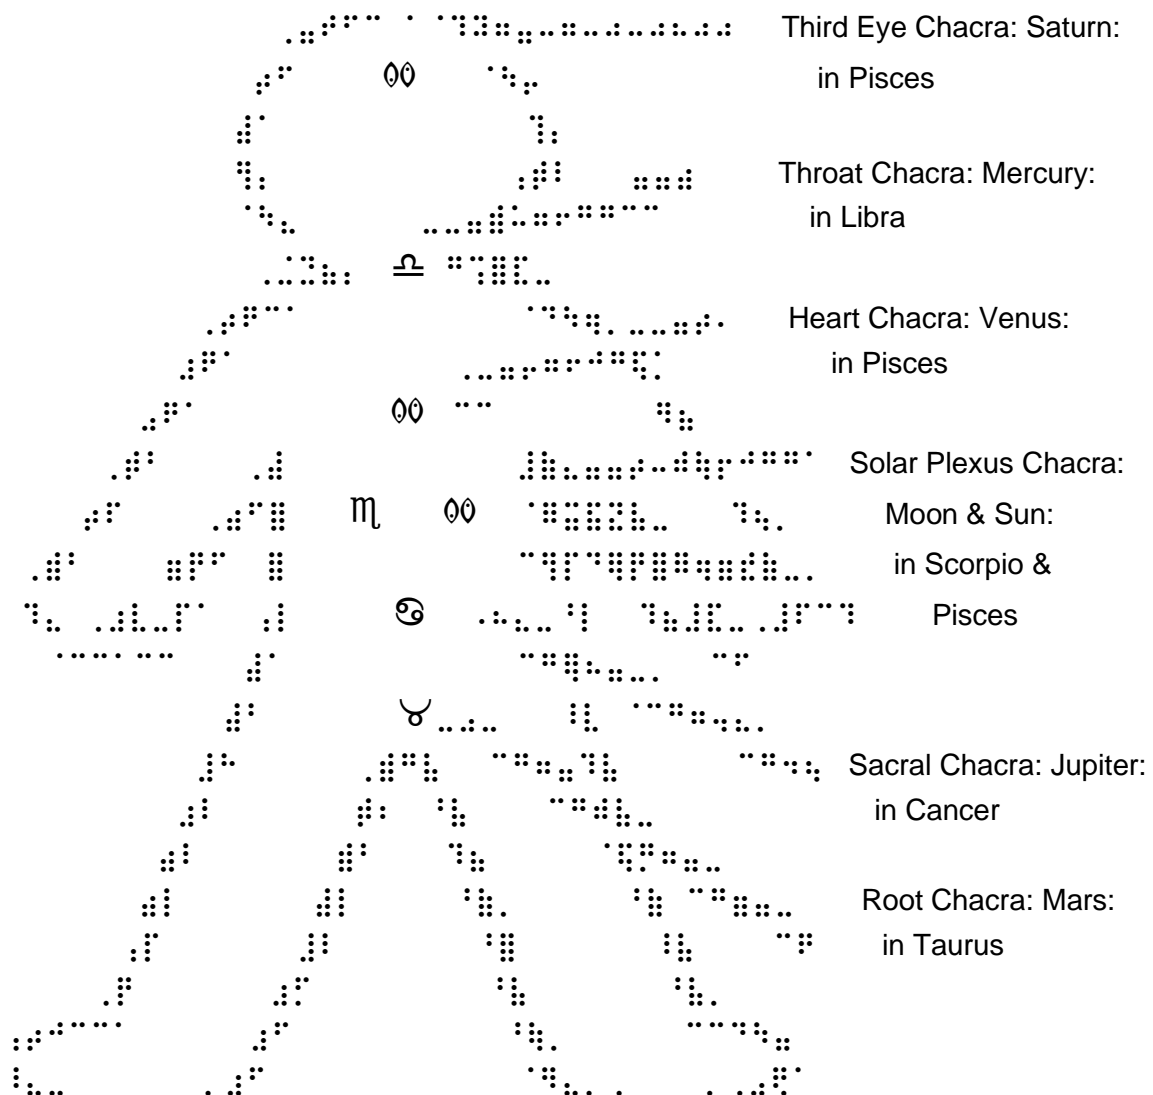 Third Eye Chacra: Saturn:
in Pisces
Throat Chacra: Mercury:
in Libra
♎
Heart Chacra: Venus:
in Pisces
Solar Plexus Chacra:
♏
Moon & Sun:
in Scorpio &
♋
Pisces
♉
Sacral Chacra: Jupiter:
in Cancer
Root Chacra: Mars:
in Taurus